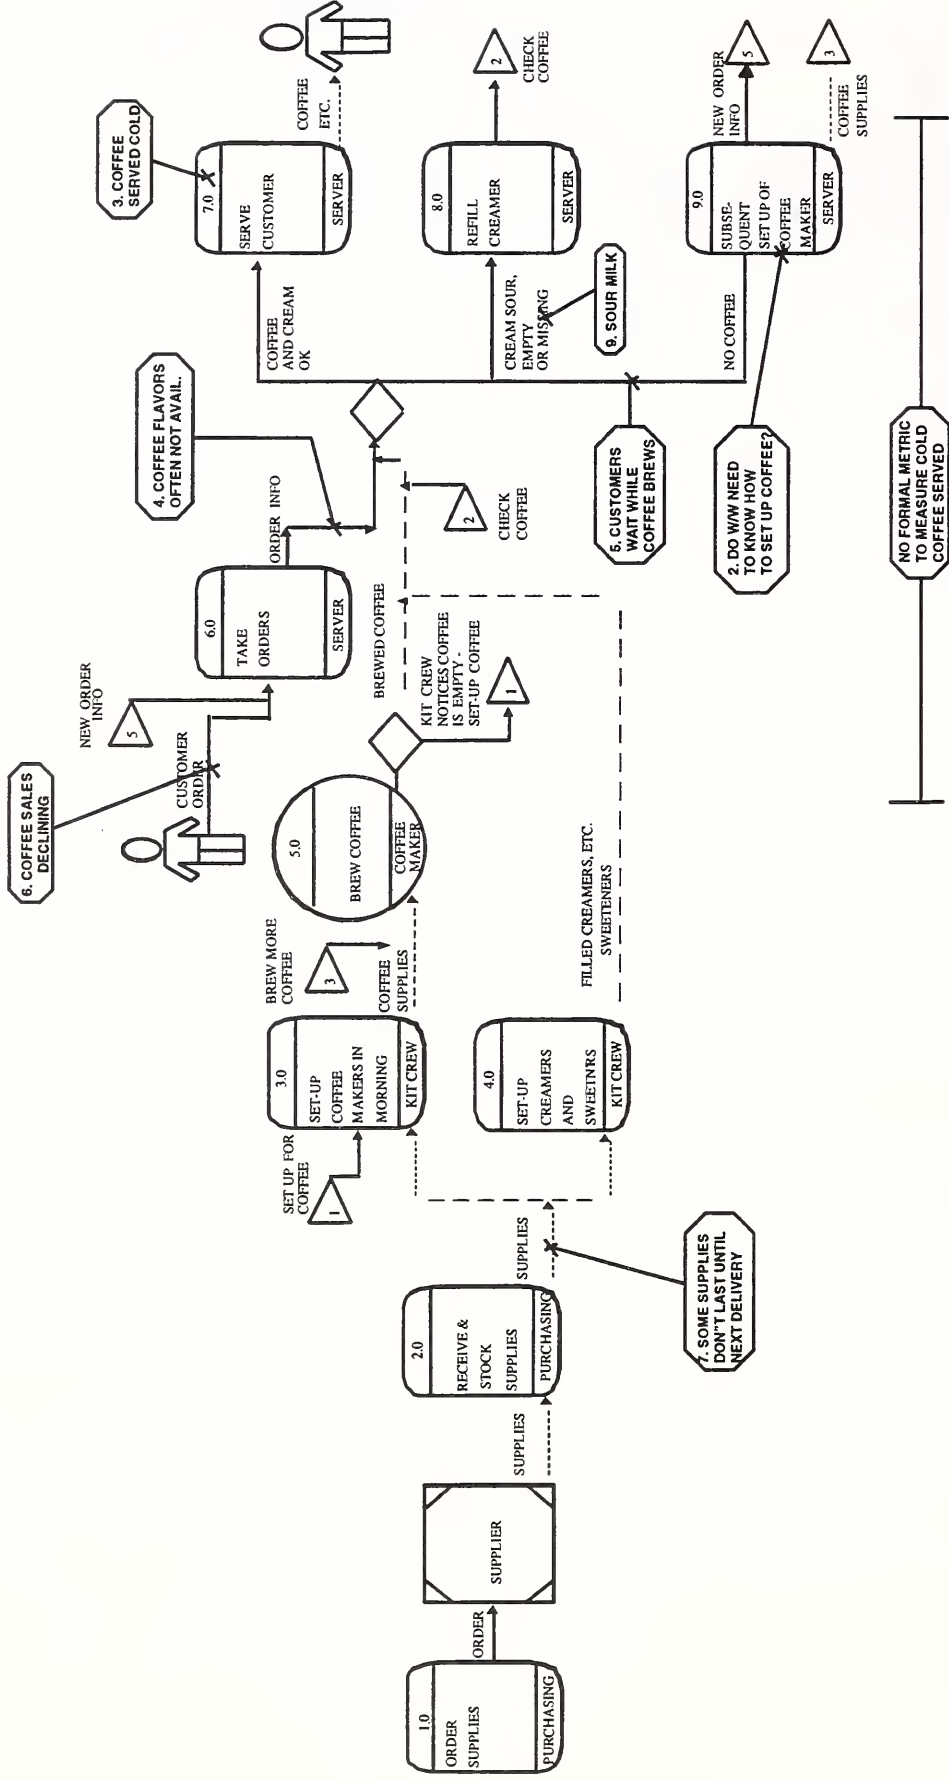 1.0
ORDER
SUPPLIES
PURCHASING
ORDER
SUPPLIER
SUPPLIES
2.0
RECEIVE &
STOCK
SUPPLIES
PURCHASING
SUPPLIES
7. SOME SUPPLIES
DON"T LAST UNTIL
NEXT DELIVERY
SET UP FOR
COFFEE
1
3.0
SET-UP
COFFEE
MAKERS IN
MORNING
KIT CREW
4.0
SET-UP
CREAMERS
AND
SWEETNRS
KIT CREW
BREW MORE
COFFEE
3
COFFEE
SUPPLIES
FILLED CREAMERS, ETC.
SWEETENERS
5.0
BREW COFFEE
COFFEE
MAKER
6. COFFEE SALES
DECLINING
CUSTOMER
ORDER
NEW ORDER
INFO
5
KIT CREW
NOTICES COFFEE
IS EMPTY -
SET-UP COFFEE
1
BREWED COFFEE
6.0
TAKE
ORDERS
SERVER
ORDER INFO
4. COFFEE FLAVORS
OFTEN NOT AVAIL.
2
CHECK
COFFEE
COFFEE
AND CREAM
OK
CREAM SOUR,
EMPTY
OR MISSING
9. SOUR MILK
NO COFFEE
5. CUSTOMERS
WAIT WHILE
COFFEE BREWS
2. DO W/W NEED
TO KNOW HOW
TO SET UP COFFEE?
3. COFFEE
SERVED COLD
7.0
SERVE
CUSTOMER
SERVER
COFFEE
ETC.
8.0
REFILL
CREAMER
SERVER
2
CHECK
COFFEE
9.0
SUBSE-
QUENT
SET UP OF
COFFEE
MAKER
SERVER
NEW ORDER
INFO
5
3
COFFEE
SUPPLIES
NO FORMAL METRIC
TO MEASURE COLD
COFFEE SERVED